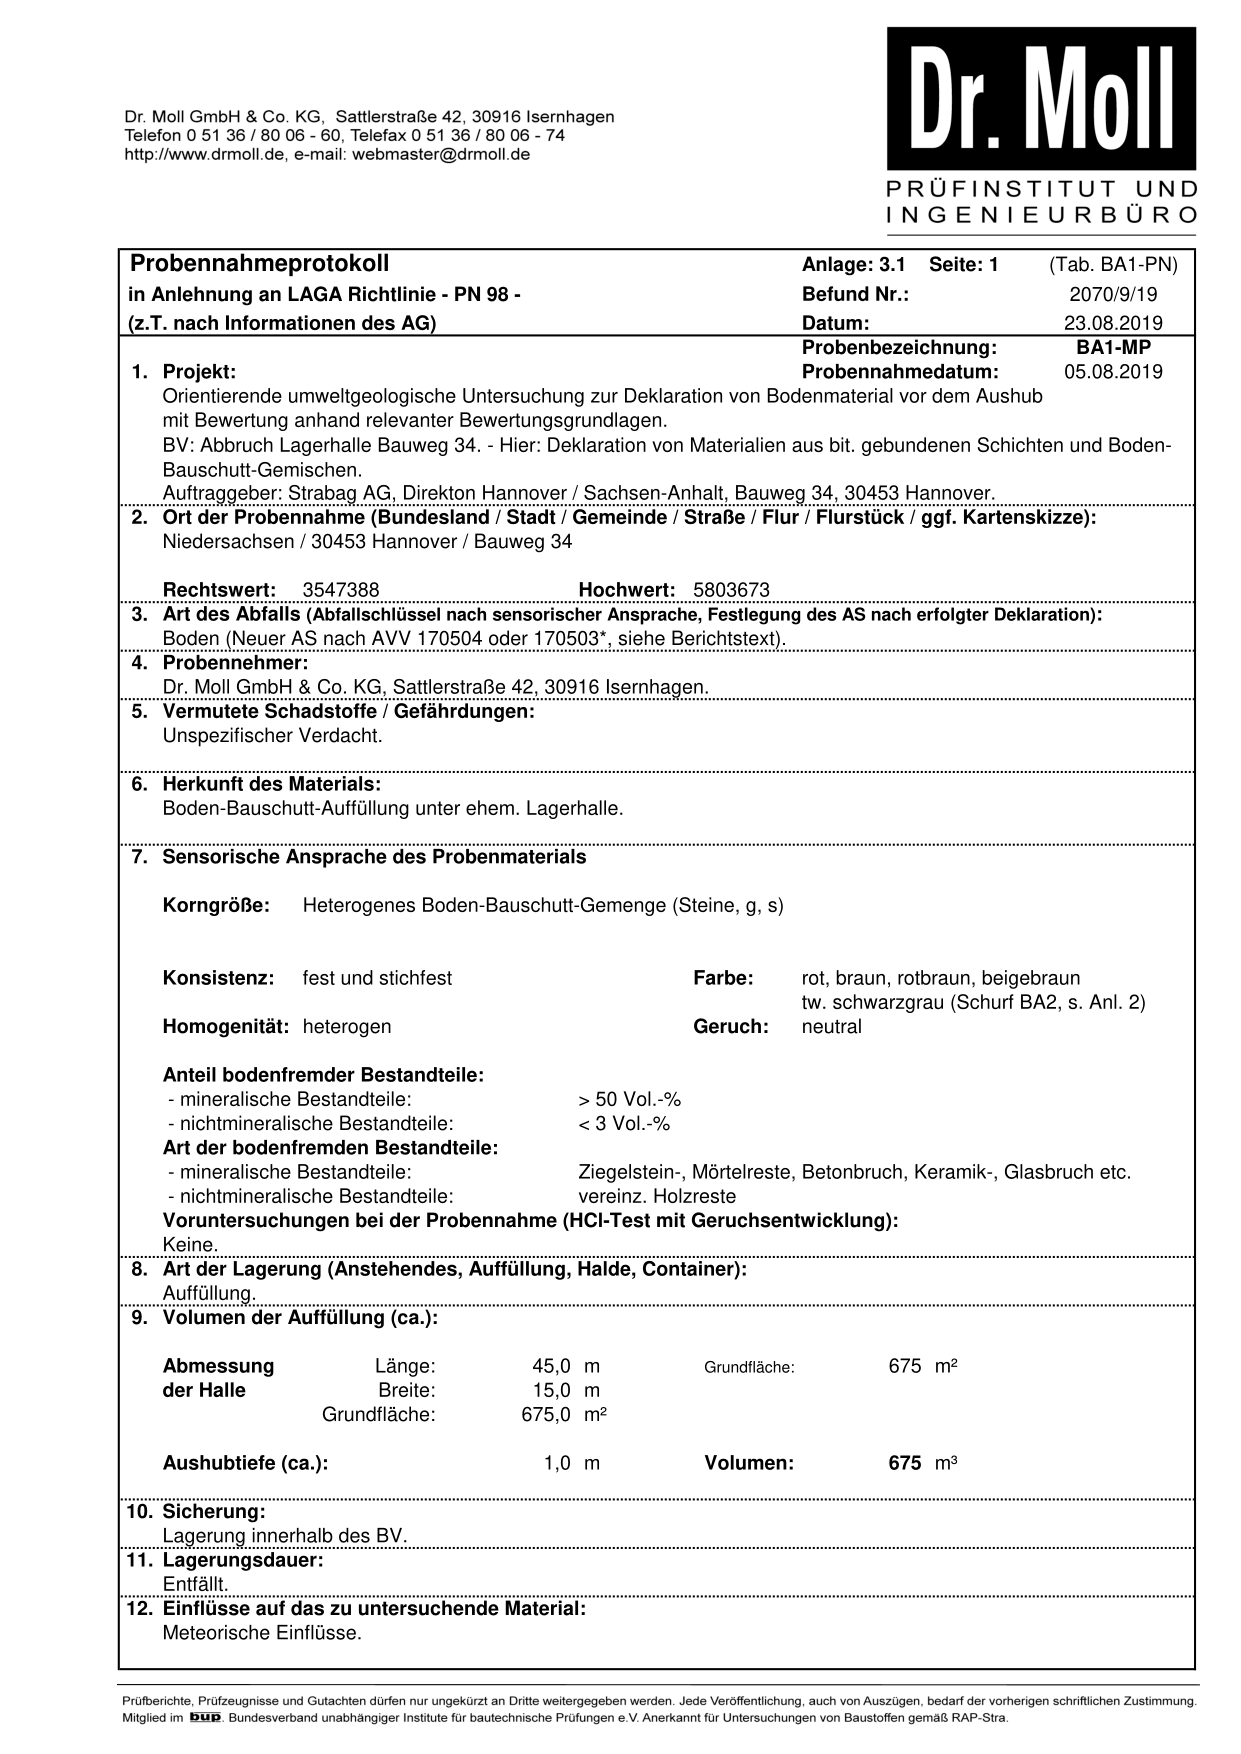 Dr. Moll
PRÜFINSTITUT UND
INGENIEURBÜRO
Dr. Moll GmbH & Co. KG, Sattlerstraße 42, 30916 Isernhagen
Telefon 0 51 36 / 80 06 - 60, Telefax 0 51 36 / 80 06 - 74
http://www.drmoll.de, e-mail: webmaster@drmoll.de
Probennahmeprotokoll Anlage: 3.1 Seite: 1 (Tab. BA1-PN)
in Anlehnung an LAGA Richtlinie - PN 98 - Befund Nr.: 2070/9/19
(z.T. nach Informationen des AG) Datum: 23.08.2019
Probenbezeichnung: BA1-MP
1. Projekt: Probennahmedatum: 05.08.2019
Orientierende umweltgeologische Untersuchung zur Deklaration von Bodenmaterial vor dem Aushub
mit Bewertung anhand relevanter Bewertungsgrundlagen.
BV: Abbruch Lagerhalle Bauweg 34. - Hier: Deklaration von Materialien aus bit. gebundenen Schichten und Boden-
Bauschutt-Gemischen.
Auftraggeber: Strabag AG, Direkton Hannover / Sachsen-Anhalt, Bauweg 34, 30453 Hannover.
2. Ort der Probennahme (Bundesland / Stadt / Gemeinde / Straße / Flur / Flurstück / ggf. Kartenskizze):
Niedersachsen / 30453 Hannover / Bauweg 34
Rechtswert: 3547388 Hochwert: 5803673
3. Art des Abfalls (Abfallschlüssel nach sensorischer Ansprache, Festlegung des AS nach erfolgter Deklaration):
Boden (Neuer AS nach AVV 170504 oder 170503*, siehe Berichtstext).
4. Probennehmer:
Dr. Moll GmbH & Co. KG, Sattlerstraße 42, 30916 Isernhagen.
5. Vermutete Schadstoffe / Gefährdungen:
Unspezifischer Verdacht.
6. Herkunft des Materials:
Boden-Bauschutt-Auffüllung unter ehem. Lagerhalle.
7. Sensorische Ansprache des Probenmaterials
Korngröße: Heterogenes Boden-Bauschutt-Gemenge (Steine, g, s)
Konsistenz: fest und stichfest Farbe: rot, braun, rotbraun, beigebraun
tw. schwarzgrau (Schurf BA2, s. Anl. 2)
Homogenität: heterogen Geruch: neutral
Anteil bodenfremder Bestandteile:
- mineralische Bestandteile: > 50 Vol.-%
- nichtmineralische Bestandteile: < 3 Vol.-%
Art der bodenfremden Bestandteile:
- mineralische Bestandteile: Ziegelstein-, Mörtelreste, Betonbruch, Keramik-, Glasbruch etc.
- nichtmineralische Bestandteile: vereinz. Holzreste
Voruntersuchungen bei der Probennahme (HCl-Test mit Geruchsentwicklung):
Keine.
8. Art der Lagerung (Anstehendes, Auffüllung, Halde, Container):
Auffüllung.
9. Volumen der Auffüllung (ca.):
Abmessung Länge: 45,0 m Grundfläche: 675 m²
der Halle Breite: 15,0 m
Grundfläche: 675,0 m²
Aushubtiefe (ca.): 1,0 m Volumen: 675 m³
10. Sicherung:
Lagerung innerhalb des BV.
11. Lagerungsdauer:
Entfällt.
12. Einflüsse auf das zu untersuchende Material:
Meteorische Einflüsse.
Prüfberichte, Prüfzeugnisse und Gutachten dürfen nur ungekürzt an Dritte weitergegeben werden. Jede Veröffentlichung, auch von Auszügen, bedarf der vorherigen schriftlichen Zustimmung.
Mitglied im bup. Bundesverband unabhängiger Institute für bautechnische Prüfungen e.V. Anerkannt für Untersuchungen von Baustoffen gemäß RAP-Stra.